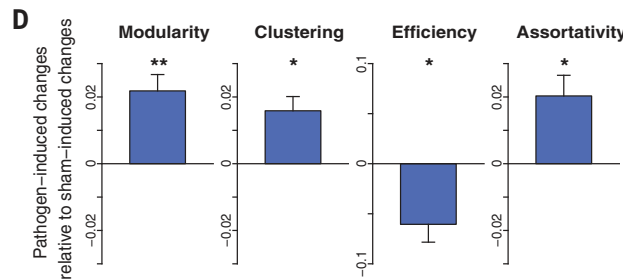 D
Modularity Clustering Efficiency Assortativity
** * * *
Pathogen-induced changes
relative to sham-induced changes
0.02 0 −0.02
0.02 0 −0.02
0.1 0 −0.1
0.02 0 −0.02